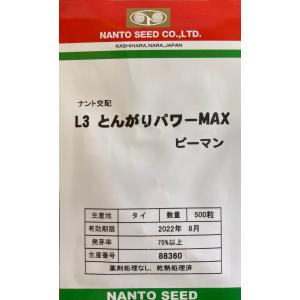 NANTO SEED CO.,LTD.
KASHIHARA,NARA,JAPAN
ナント交配
L3 とんがりパワーMAX
ピーマン
生産地 タイ 数量 500粒
有効期限 2022年 8月
発芽率 75%以上
生産番号 88360
薬剤処理なし、乾熱処理済
NANTO SEED